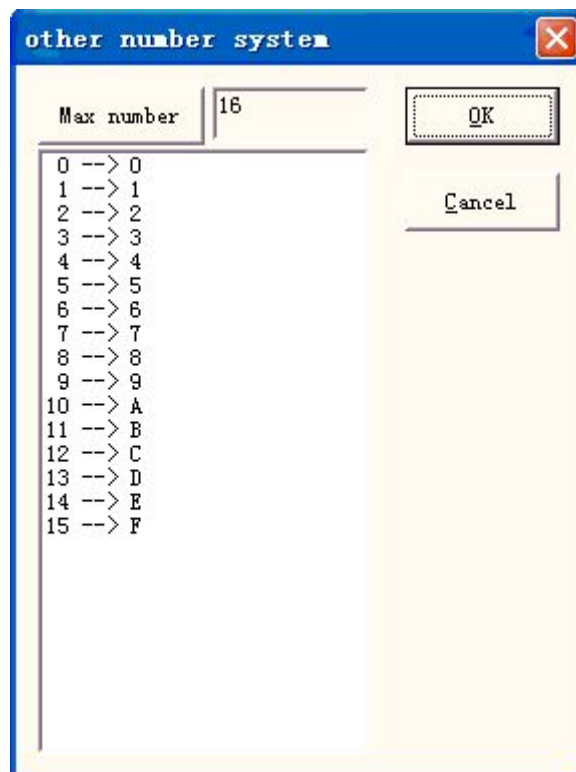 other number system
Max number
16
OK
Cancel
0 --> 0
1 --> 1
2 --> 2
3 --> 3
4 --> 4
5 --> 5
6 --> 6
7 --> 7
8 --> 8
9 --> 9
10 --> A
11 --> B
12 --> C
13 --> D
14 --> E
15 --> F